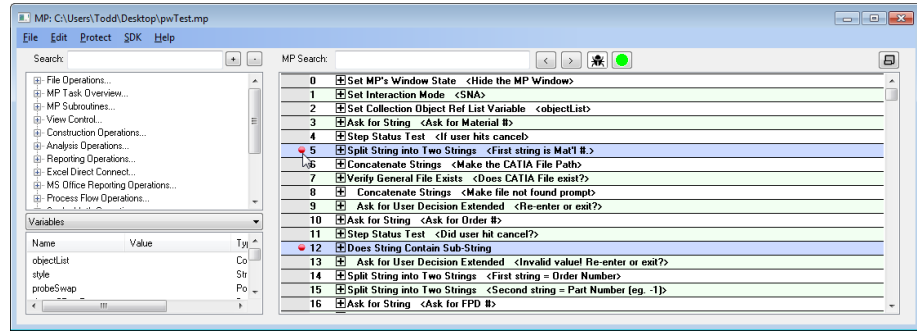 MP: C:\Users\Todd\Desktop\pwTest.mp
File Edit Protect SDK Help
Search: + -
MP Search: < >
File Operations...
MP Task Overview...
MP Subroutines...
View Control...
Construction Operations...
Analysis Operations...
Reporting Operations...
Excel Direct Connect...
MS Office Reporting Operations...
Process Flow Operations...
Variables
Name Value
objectList Co
style Str
probeSwap Po
0 Set MP's Window State <Hide the MP Window>
1 Set Interaction Mode <SNA>
2 Set Collection Object Ref List Variable <objectList>
3 Ask for String <Ask for Material #>
4 Step Status Test <If user hits cancel>
5 Split String into Two Strings <First string is Mat'l #.>
6 Concatenate Strings <Make the CATIA File Path>
7 Verify General File Exists <Does CATIA File exist?>
8 Concatenate Strings <Make file not found prompt>
9 Ask for User Decision Extended <Re-enter or exit?>
10 Ask for String <Ask for Order #>
11 Step Status Test <Did user hit cancel?>
12 Does String Contain Sub-String
13 Ask for User Decision Extended <Invalid value! Re-enter or exit?>
14 Split String into Two Strings <First string = Order Number>
15 Split String into Two Strings <Second string = Part Number (eg. -1)>
16 Ask for String <Ask for FPD #>